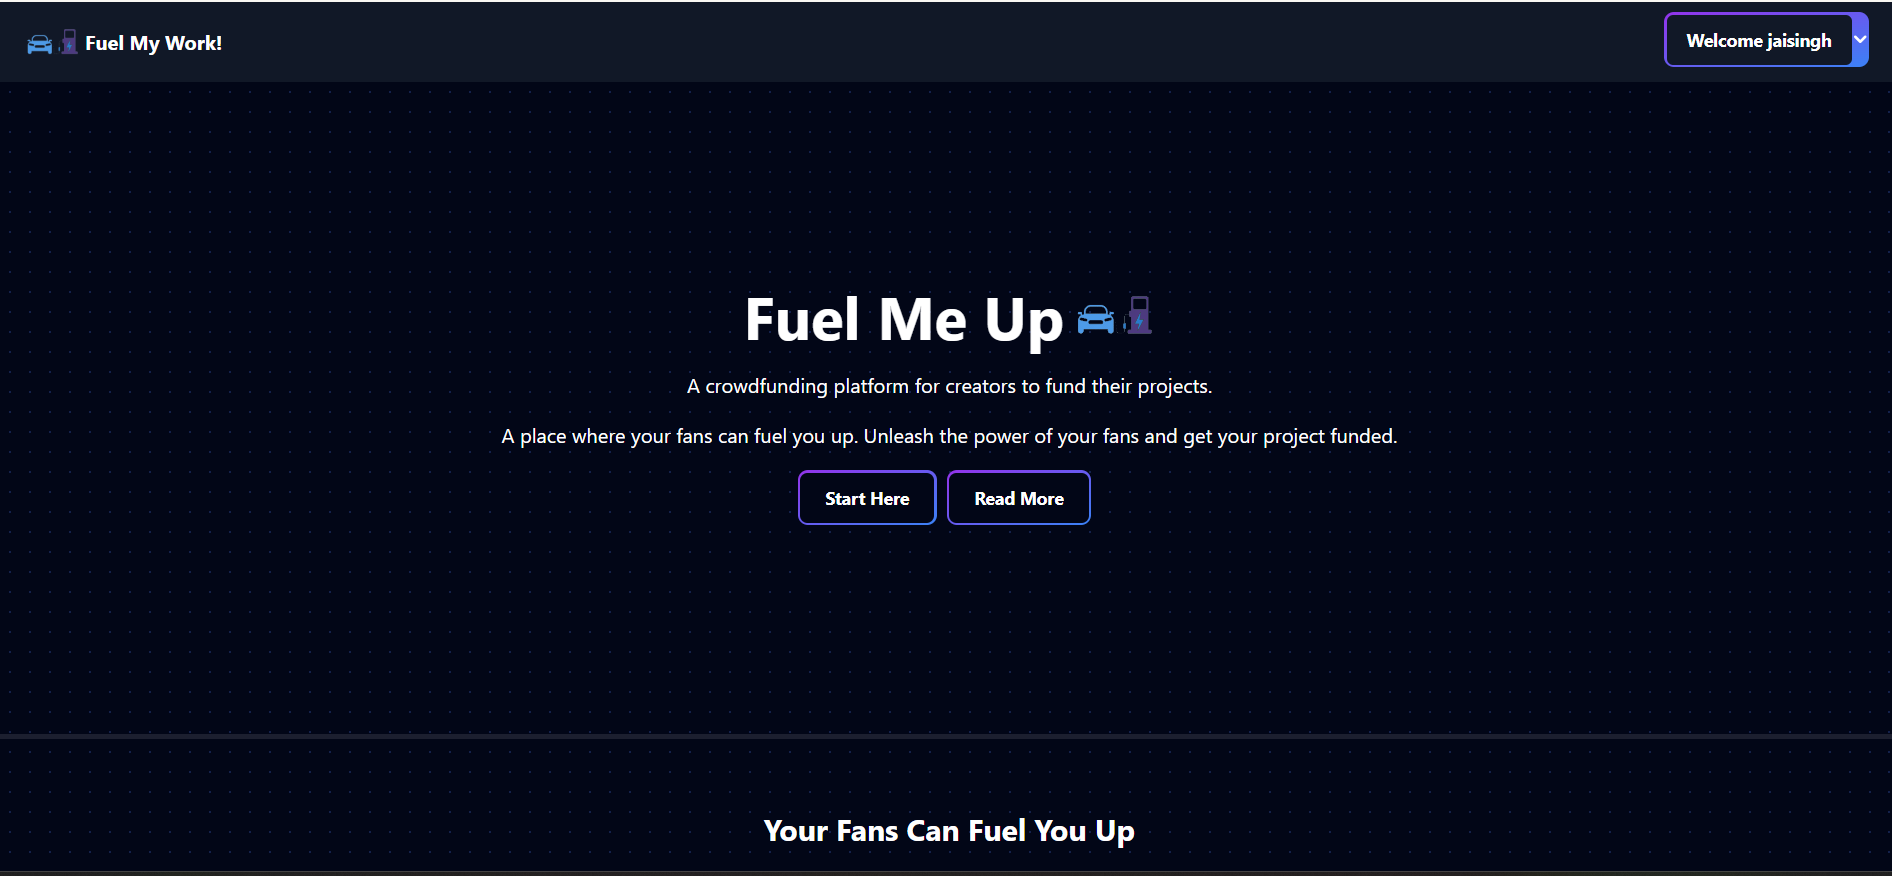 Fuel My Work!
Welcome jaisingh
Fuel Me Up
A crowdfunding platform for creators to fund their projects.
A place where your fans can fuel you up. Unleash the power of your fans and get your project funded.
Start Here
Read More
Your Fans Can Fuel You Up